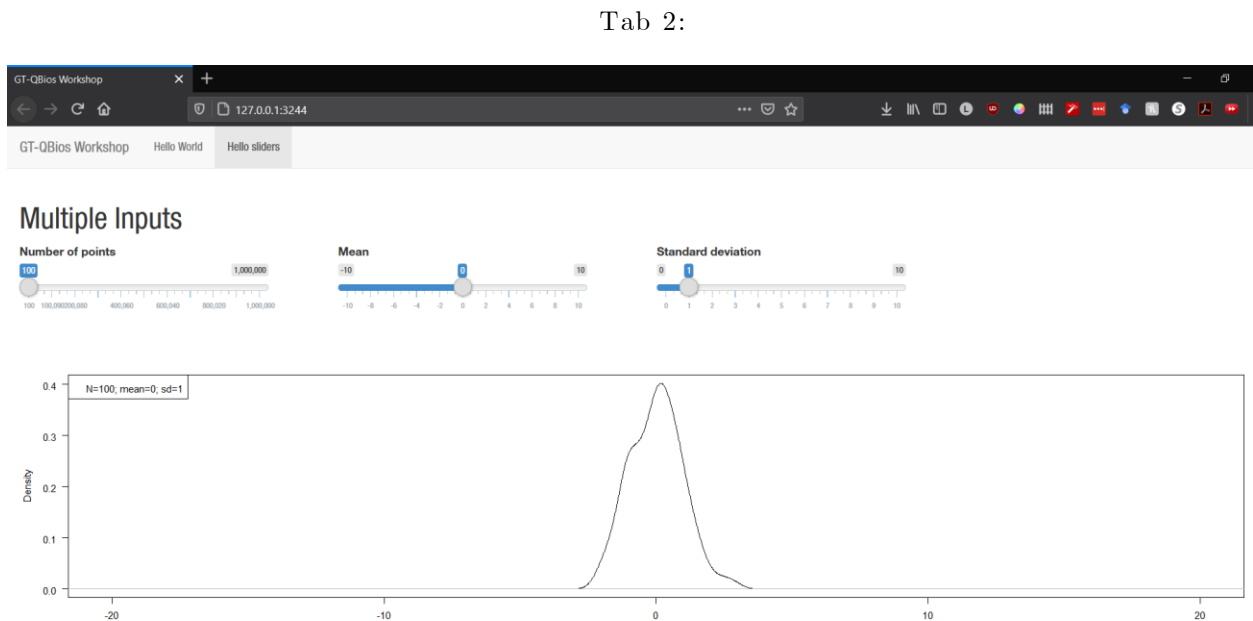 Tab 2:
GT-QBios Workshop
127.0.0.1:3244
GT-QBios Workshop Hello World Hello sliders
Multiple Inputs
Number of points Mean Standard deviation
100 1,000,000 -10 0 10 0 1 10
100 100,090200,080 400,060 600,040 800,020 1,000,000 -10 -8 -6 -4 -2 0 2 4 6 8 10 0 1 2 3 4 5 6 7 8 9 10
0.4 N=100; mean=0; sd=1
0.3
0.2
0.1
0.0
Density
-20 -10 0 10 20